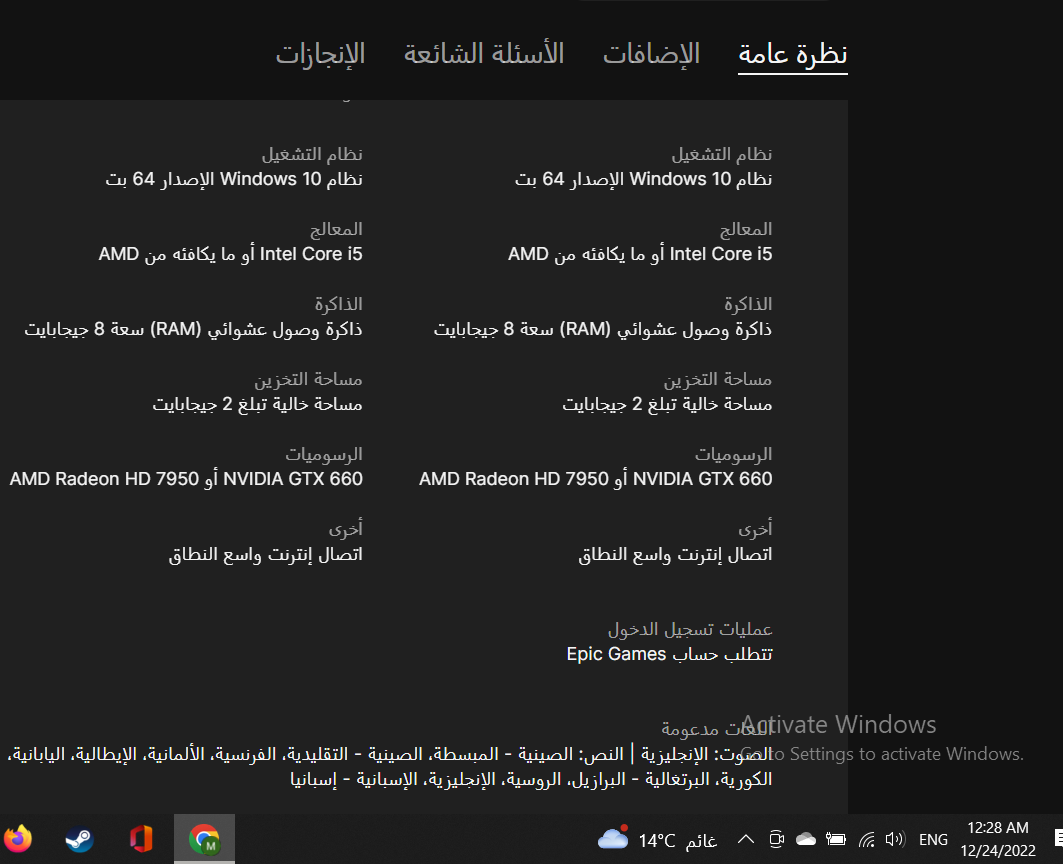 نظرة عامة
الإضافات
الأسئلة الشائعة
الإنجازات
نظام التشغيل
نظام Windows 10 الإصدار 64 بت
نظام التشغيل
نظام Windows 10 الإصدار 64 بت
المعالج
Intel Core i5 أو ما يكافئه من AMD
المعالج
Intel Core i5 أو ما يكافئه من AMD
الذاكرة
ذاكرة وصول عشوائي (RAM) سعة 8 جيجابايت
الذاكرة
ذاكرة وصول عشوائي (RAM) سعة 8 جيجابايت
مساحة التخزين
مساحة خالية تبلغ 2 جيجابايت
مساحة التخزين
مساحة خالية تبلغ 2 جيجابايت
الرسوميات
NVIDIA GTX 660 أو AMD Radeon HD 7950
الرسوميات
NVIDIA GTX 660 أو AMD Radeon HD 7950
أخرى
اتصال إنترنت واسع النطاق
أخرى
اتصال إنترنت واسع النطاق
عمليات تسجيل الدخول
تتطلب حساب Epic Games
اللغات مدعومة
الصوت: الإنجليزية | النص: الصينية - المبسطة، الصينية - التقليدية، الفرنسية، الألمانية، الإيطالية، اليابانية،
الكورية، البرتغالية - البرازيل، الروسية، الإنجليزية، الإسبانية - إسبانيا
Activate Windows
Go to Settings to activate Windows.
M
14°C غائم
ENG
12:28 AM
12/24/2022